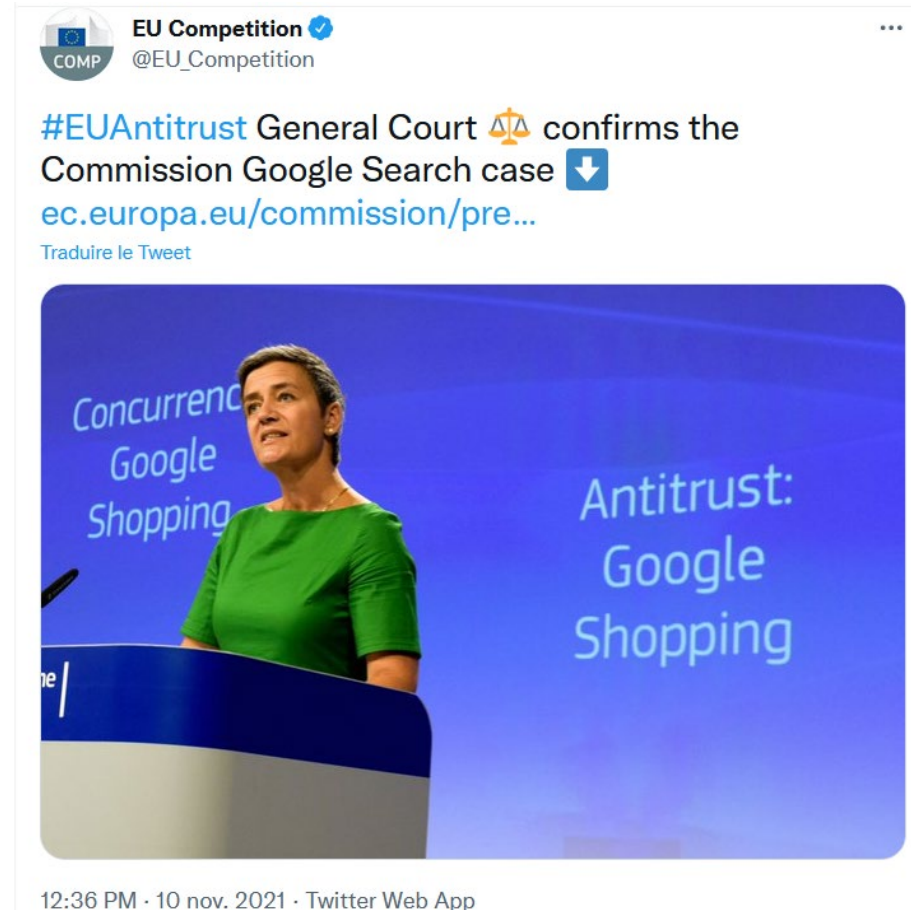 EU Competition
COMP
@EU_Competition
#EUAntitrust General Court ⚖️ confirms the
Commission Google Search case ⬇️
ec.europa.eu/commission/pre...
Traduire le Tweet
Concurrenc
Google
Shopping
Antitrust:
Google
Shopping
ne
12:36 PM · 10 nov. 2021 · Twitter Web App